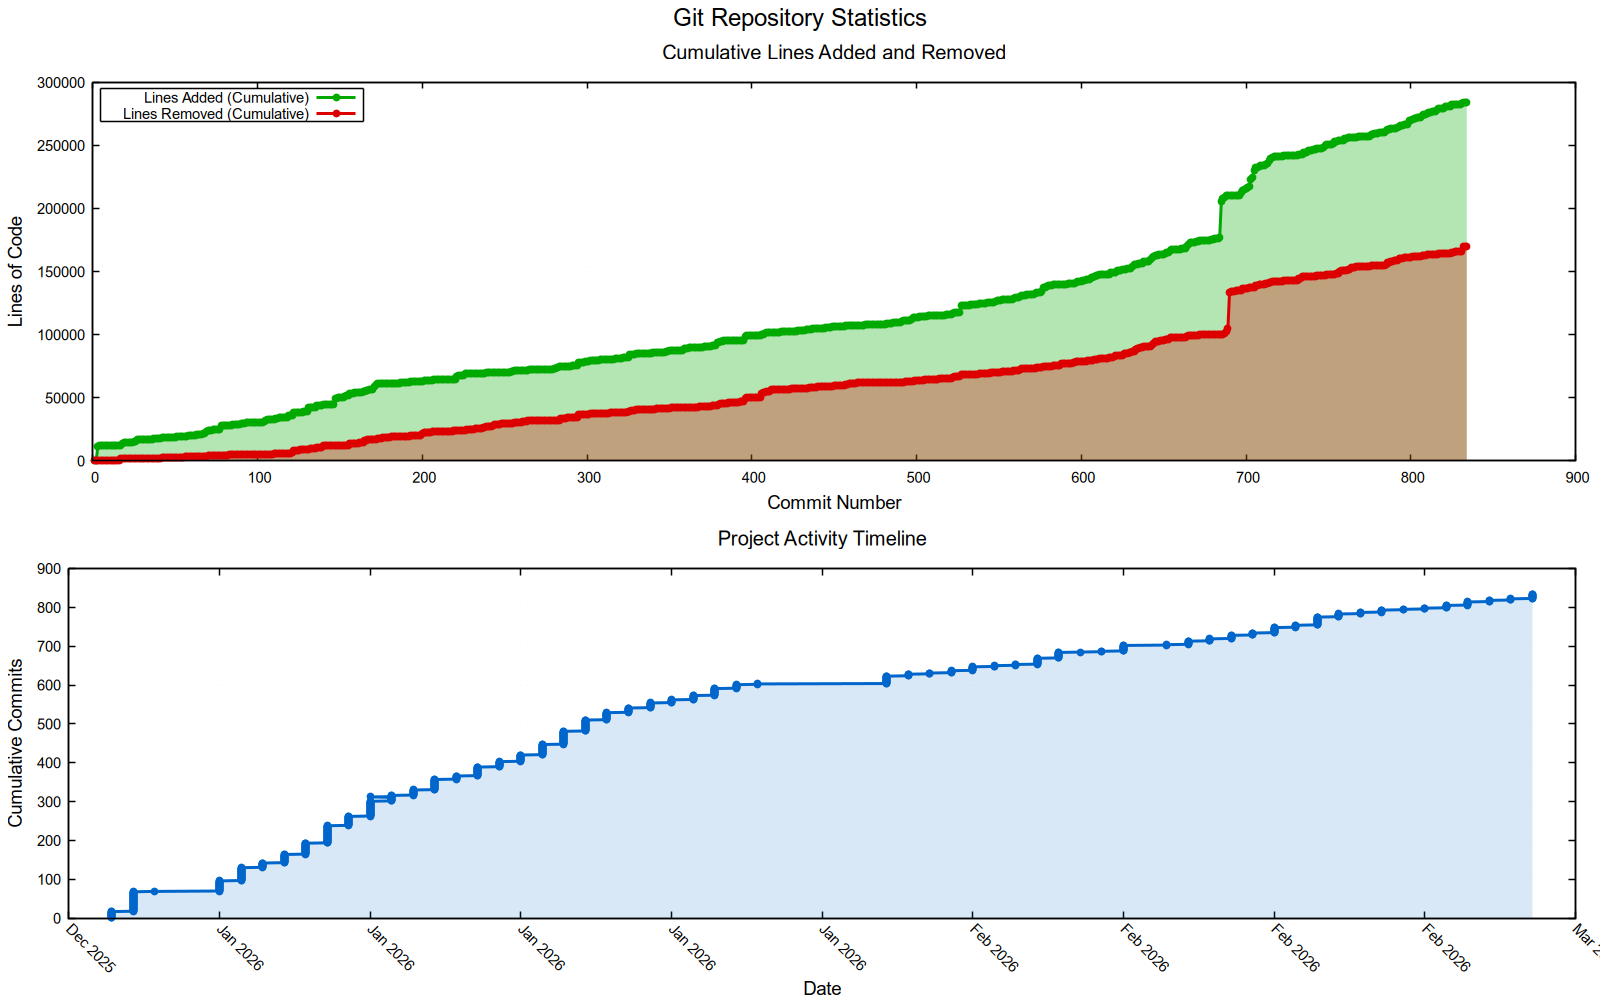 Git Repository Statistics
Cumulative Lines Added and Removed
300000
250000
200000
150000
100000
50000
0
Lines of Code
Lines Added (Cumulative)
Lines Removed (Cumulative)
0 100 200 300 400 500 600 700 800 900
Commit Number
Project Activity Timeline
900
800
700
600
500
400
300
200
100
0
Cumulative Commits
Dec 2025 Jan 2026 Jan 2026 Jan 2026 Jan 2026 Jan 2026 Feb 2026 Feb 2026 Feb 2026 Feb 2026 Mar 2
Date